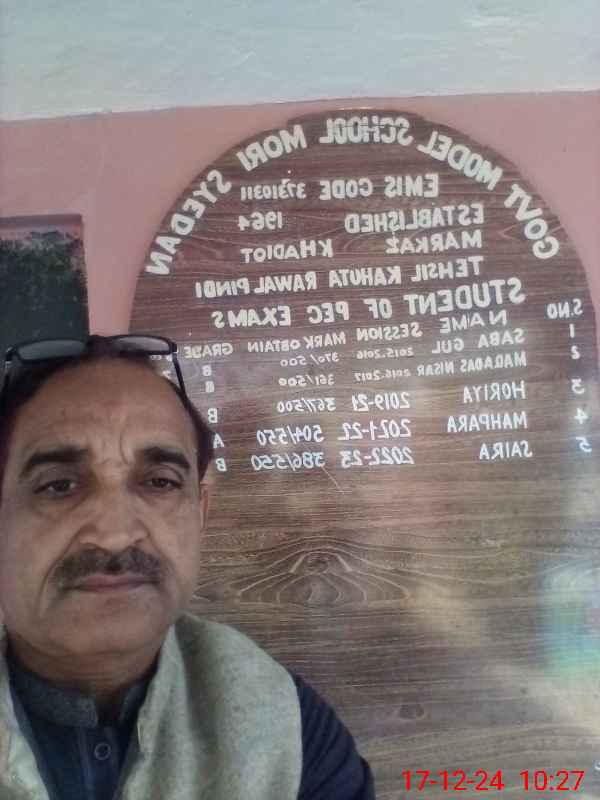 GOVT MODEL SCHOOL MORI SYEDAN
EMIS CODE 37310311
ESTABLISHED 1964
MARKAZ KHADIOT
TEHSIL KAHUTA RAWALPINDI
STUDENT OF PEC EXAMS
S.NO NAME SESSION MARK OBTAIN GRADE
1 SABA GUL 2015-2016 370/500 B
2 MAQADAS NISAR 2016-2017 361/500 B
3 HORIYA 2019-21 367/500 B
4 MAHPARA 2021-22 504/550 A
5 SAIRA 2022-23 386/550 B
17-12-24 10:27